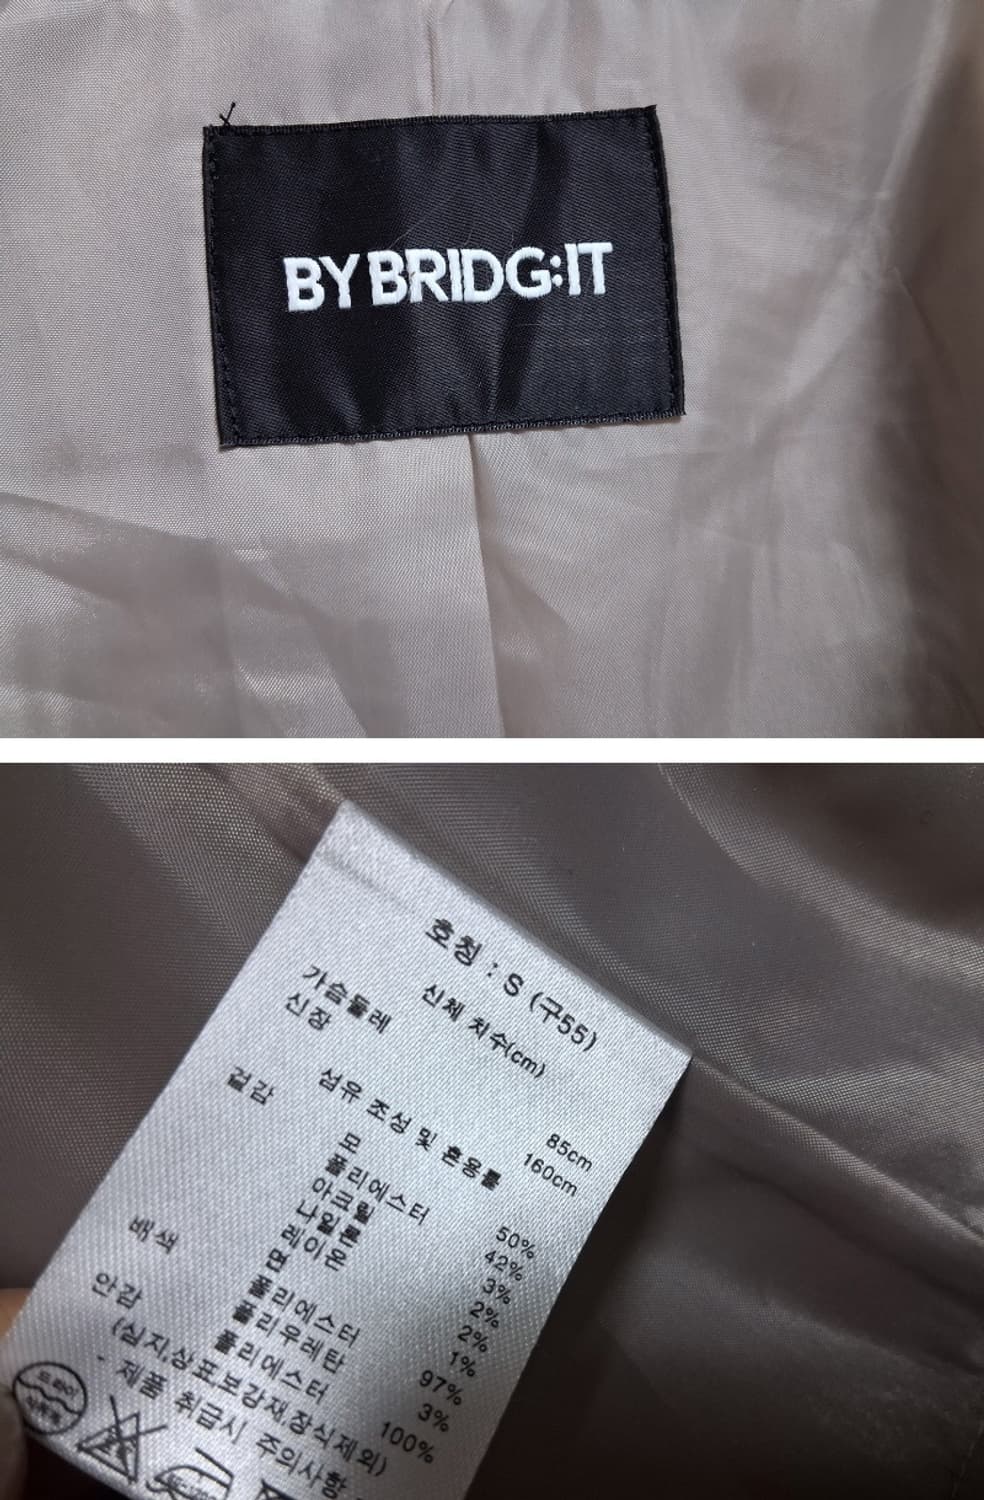 BY BRIDG:IT
호칭 : S (구55)
신체 치수(cm)
가슴둘레 85cm
신장 160cm
섬유 조성 및 혼용률
겉감 모 50%
폴리에스터 42%
아크릴 3%
나일론 2%
레이온 2%
면 1%
배색 폴리에스터 97%
폴리우레탄 3%
안감 폴리에스터 100%
(심지,상표,보강재,장식제외)
- 제품 취급시 주의사항 -
드라이